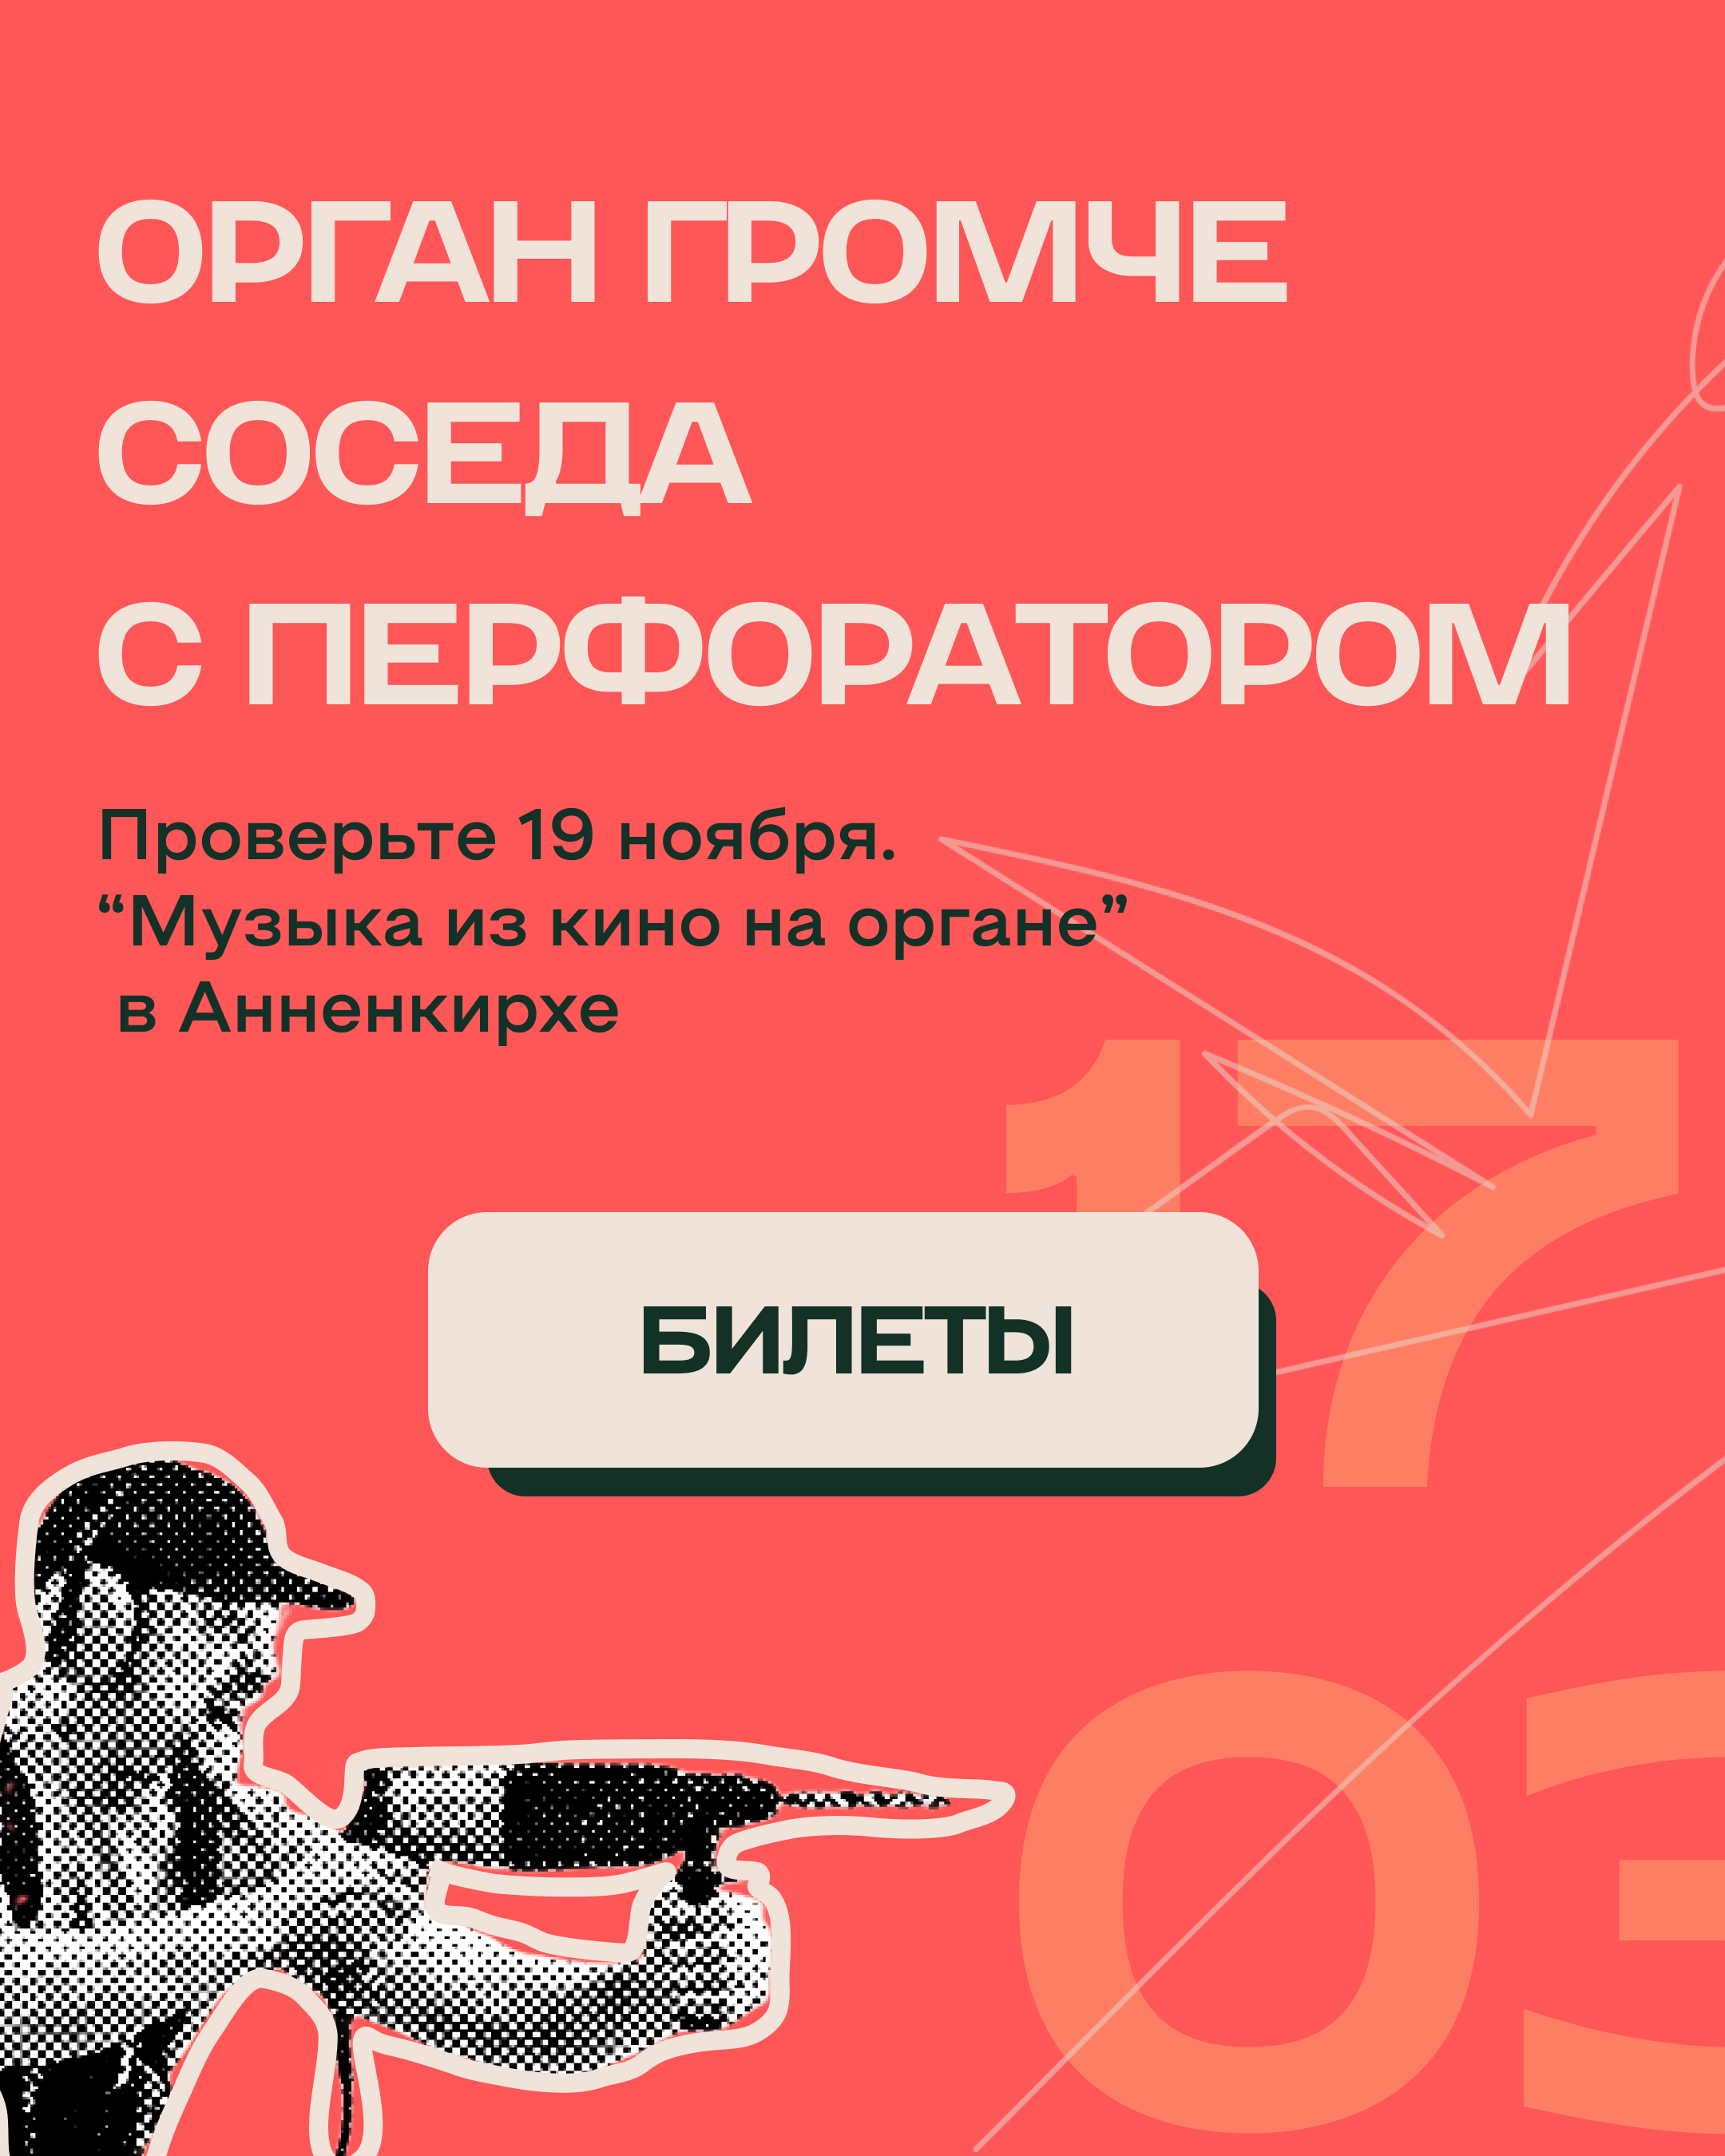 ОРГАН ГРОМЧЕ
СОСЕДА
С ПЕРФОРАТОРОМ
Проверьте 19 ноября.
“Музыка из кино на органе”
в Анненкирхе
17
БИЛЕТЫ
03